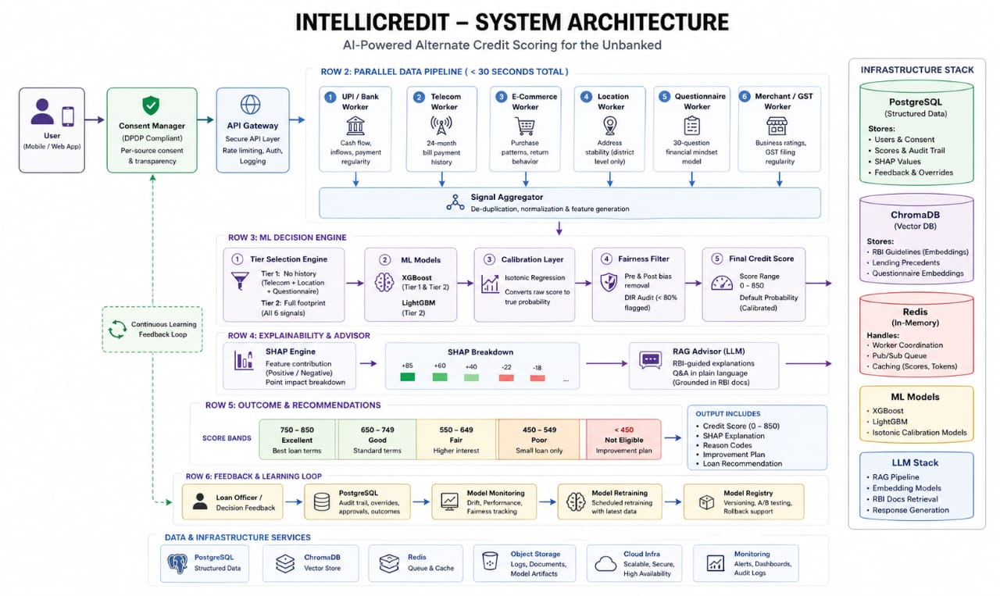 INTELLICREDIT – SYSTEM ARCHITECTURE
AI-Powered Alternate Credit Scoring for the Unbanked
User
(Mobile / Web App)
Consent Manager
(DPDP Compliant)
Per-source consent
& transparency
API Gateway
Secure API Layer
Rate limiting, Auth,
Logging
ROW 2: PARALLEL DATA PIPELINE ( < 30 SECONDS TOTAL )
1 UPI / Bank
Worker
Cash flow,
inflows, payment
regularity
2 Telecom
Worker
24-month
bill payment
history
3 E-Commerce
Worker
Purchase
patterns, return
behavior
4 Location
Worker
Address
stability (district
level only)
5 Questionnaire
Worker
30-question
financial mindset
model
6 Merchant / GST
Worker
Business ratings,
GST filing
regularity
Signal Aggregator
De-duplication, normalization & feature generation
ROW 3: ML DECISION ENGINE
1 Tier Selection Engine
Tier 1: No history
(Telecom + Location
+ Questionnaire)
Tier 2: Full footprint
(All 6 signals)
2 ML Models
XGBoost
(Tier 1 & Tier 2)
LightGBM
(Tier 2)
3 Calibration Layer
Isotonic Regression
Converts raw score to
true probability
4 Fairness Filter
Pre & Post bias
removal
DIR Audit (< 80%
flagged)
5 Final Credit Score
Score Range
0 – 850
Default Probability
(Calibrated)
Continuous Learning
Feedback Loop
ROW 4: EXPLAINABILITY & ADVISOR
SHAP Engine
Feature contribution
(Positive / Negative)
Point impact breakdown
SHAP Breakdown
+85 +60 +40 -22 -18 ...
RAG Advisor (LLM)
RBI-guided explanations
Q&A in plain language
(Grounded in RBI docs)
ROW 5: OUTCOME & RECOMMENDATIONS
SCORE BANDS
750 – 850
Excellent
Best loan terms
650 – 749
Good
Standard terms
550 – 649
Fair
Higher interest
450 – 549
Poor
Small loan only
< 450
Not Eligible
Improvement plan
OUTPUT INCLUDES
• Credit Score (0 – 850)
• SHAP Explanation
• Reason Codes
• Improvement Plan
• Loan Recommendation
ROW 6: FEEDBACK & LEARNING LOOP
Loan Officer /
Decision Feedback
PostgreSQL
Audit trail, overrides,
approvals, outcomes
Model Monitoring
Drift, Performance,
Fairness tracking
Model Retraining
Scheduled retraining
with latest data
Model Registry
Versioning, A/B testing,
Rollback support
DATA & INFRASTRUCTURE SERVICES
PostgreSQL
Structured Data
ChromaDB
Vector Store
Redis
Queue & Cache
Object Storage
Logs, Documents,
Model Artifacts
Cloud Infra
Scalable, Secure,
High Availability
Monitoring
Alerts, Dashboards,
Audit Logs
INFRASTRUCTURE STACK
PostgreSQL
(Structured Data)
Stores:
• Users & Consent
• Scores & Audit Trail
• SHAP Values
• Feedback & Overrides
ChromaDB
(Vector DB)
Stores:
• RBI Guidelines (Embeddings)
• Lending Precedents
• Questionnaire Embeddings
Redis
(In-Memory)
Handles:
• Worker Coordination
• Pub/Sub Queue
• Caching (Scores, Tokens)
ML Models
• XGBoost
• LightGBM
• Isotonic Calibration Models
LLM Stack
• RAG Pipeline
• Embedding Models
• RBI Docs Retrieval
• Response Generation